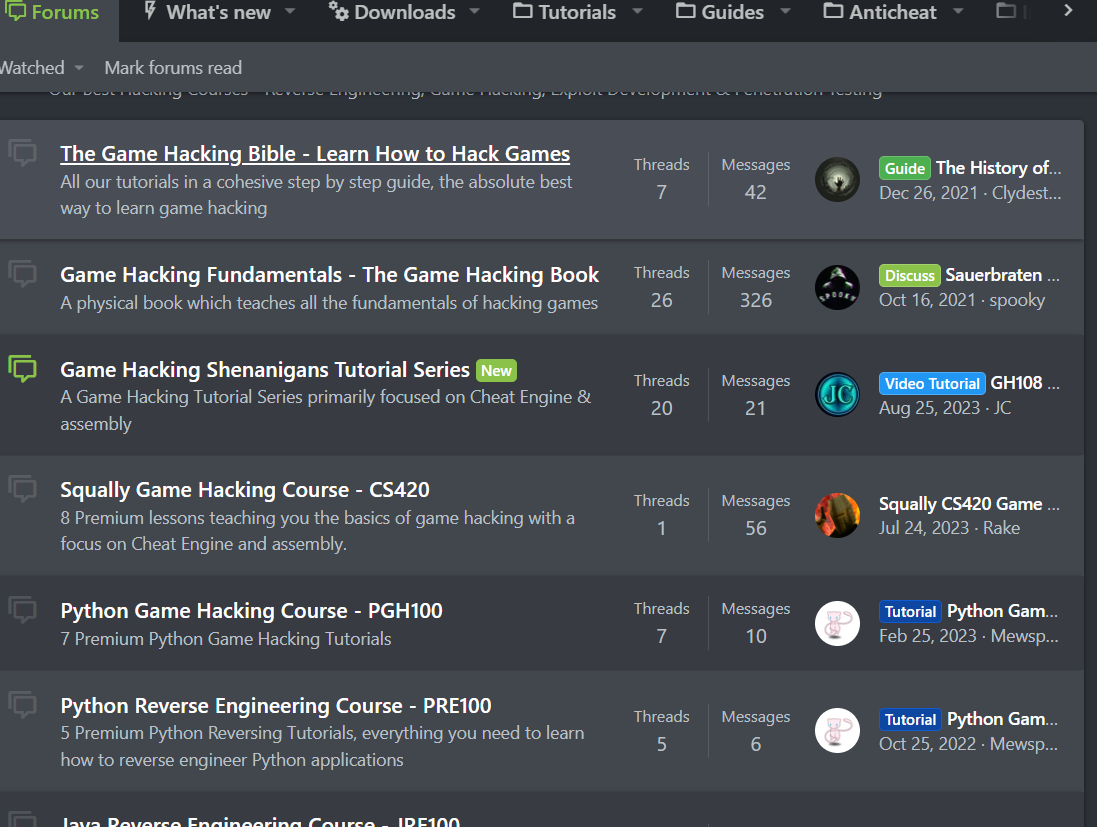 Forums What's new Downloads Tutorials Guides Anticheat
Watched Mark forums read
Our Best Hacking Courses - Reverse Engineering, Game Hacking, Exploit Development & Penetration Testing
The Game Hacking Bible - Learn How to Hack Games
All our tutorials in a cohesive step by step guide, the absolute best
way to learn game hacking
Threads
7
Messages
42
Guide The History of...
Dec 26, 2021 · Clydest...
Game Hacking Fundamentals - The Game Hacking Book
A physical book which teaches all the fundamentals of hacking games
Threads
26
Messages
326
SPOOKY
Discuss Sauerbraten ...
Oct 16, 2021 · spooky
Game Hacking Shenanigans Tutorial Series New
A Game Hacking Tutorial Series primarily focused on Cheat Engine &
assembly
Threads
20
Messages
21
JC
Video Tutorial GH108 ...
Aug 25, 2023 · JC
Squally Game Hacking Course - CS420
8 Premium lessons teaching you the basics of game hacking with a
focus on Cheat Engine and assembly.
Threads
1
Messages
56
Squally CS420 Game ...
Jul 24, 2023 · Rake
Python Game Hacking Course - PGH100
7 Premium Python Game Hacking Tutorials
Threads
7
Messages
10
Tutorial Python Gam...
Feb 25, 2023 · Mewsp...
Python Reverse Engineering Course - PRE100
5 Premium Python Reversing Tutorials, everything you need to learn
how to reverse engineer Python applications
Threads
5
Messages
6
Tutorial Python Gam...
Oct 25, 2022 · Mewsp...
Java Reverse Engineering Course - JRE100